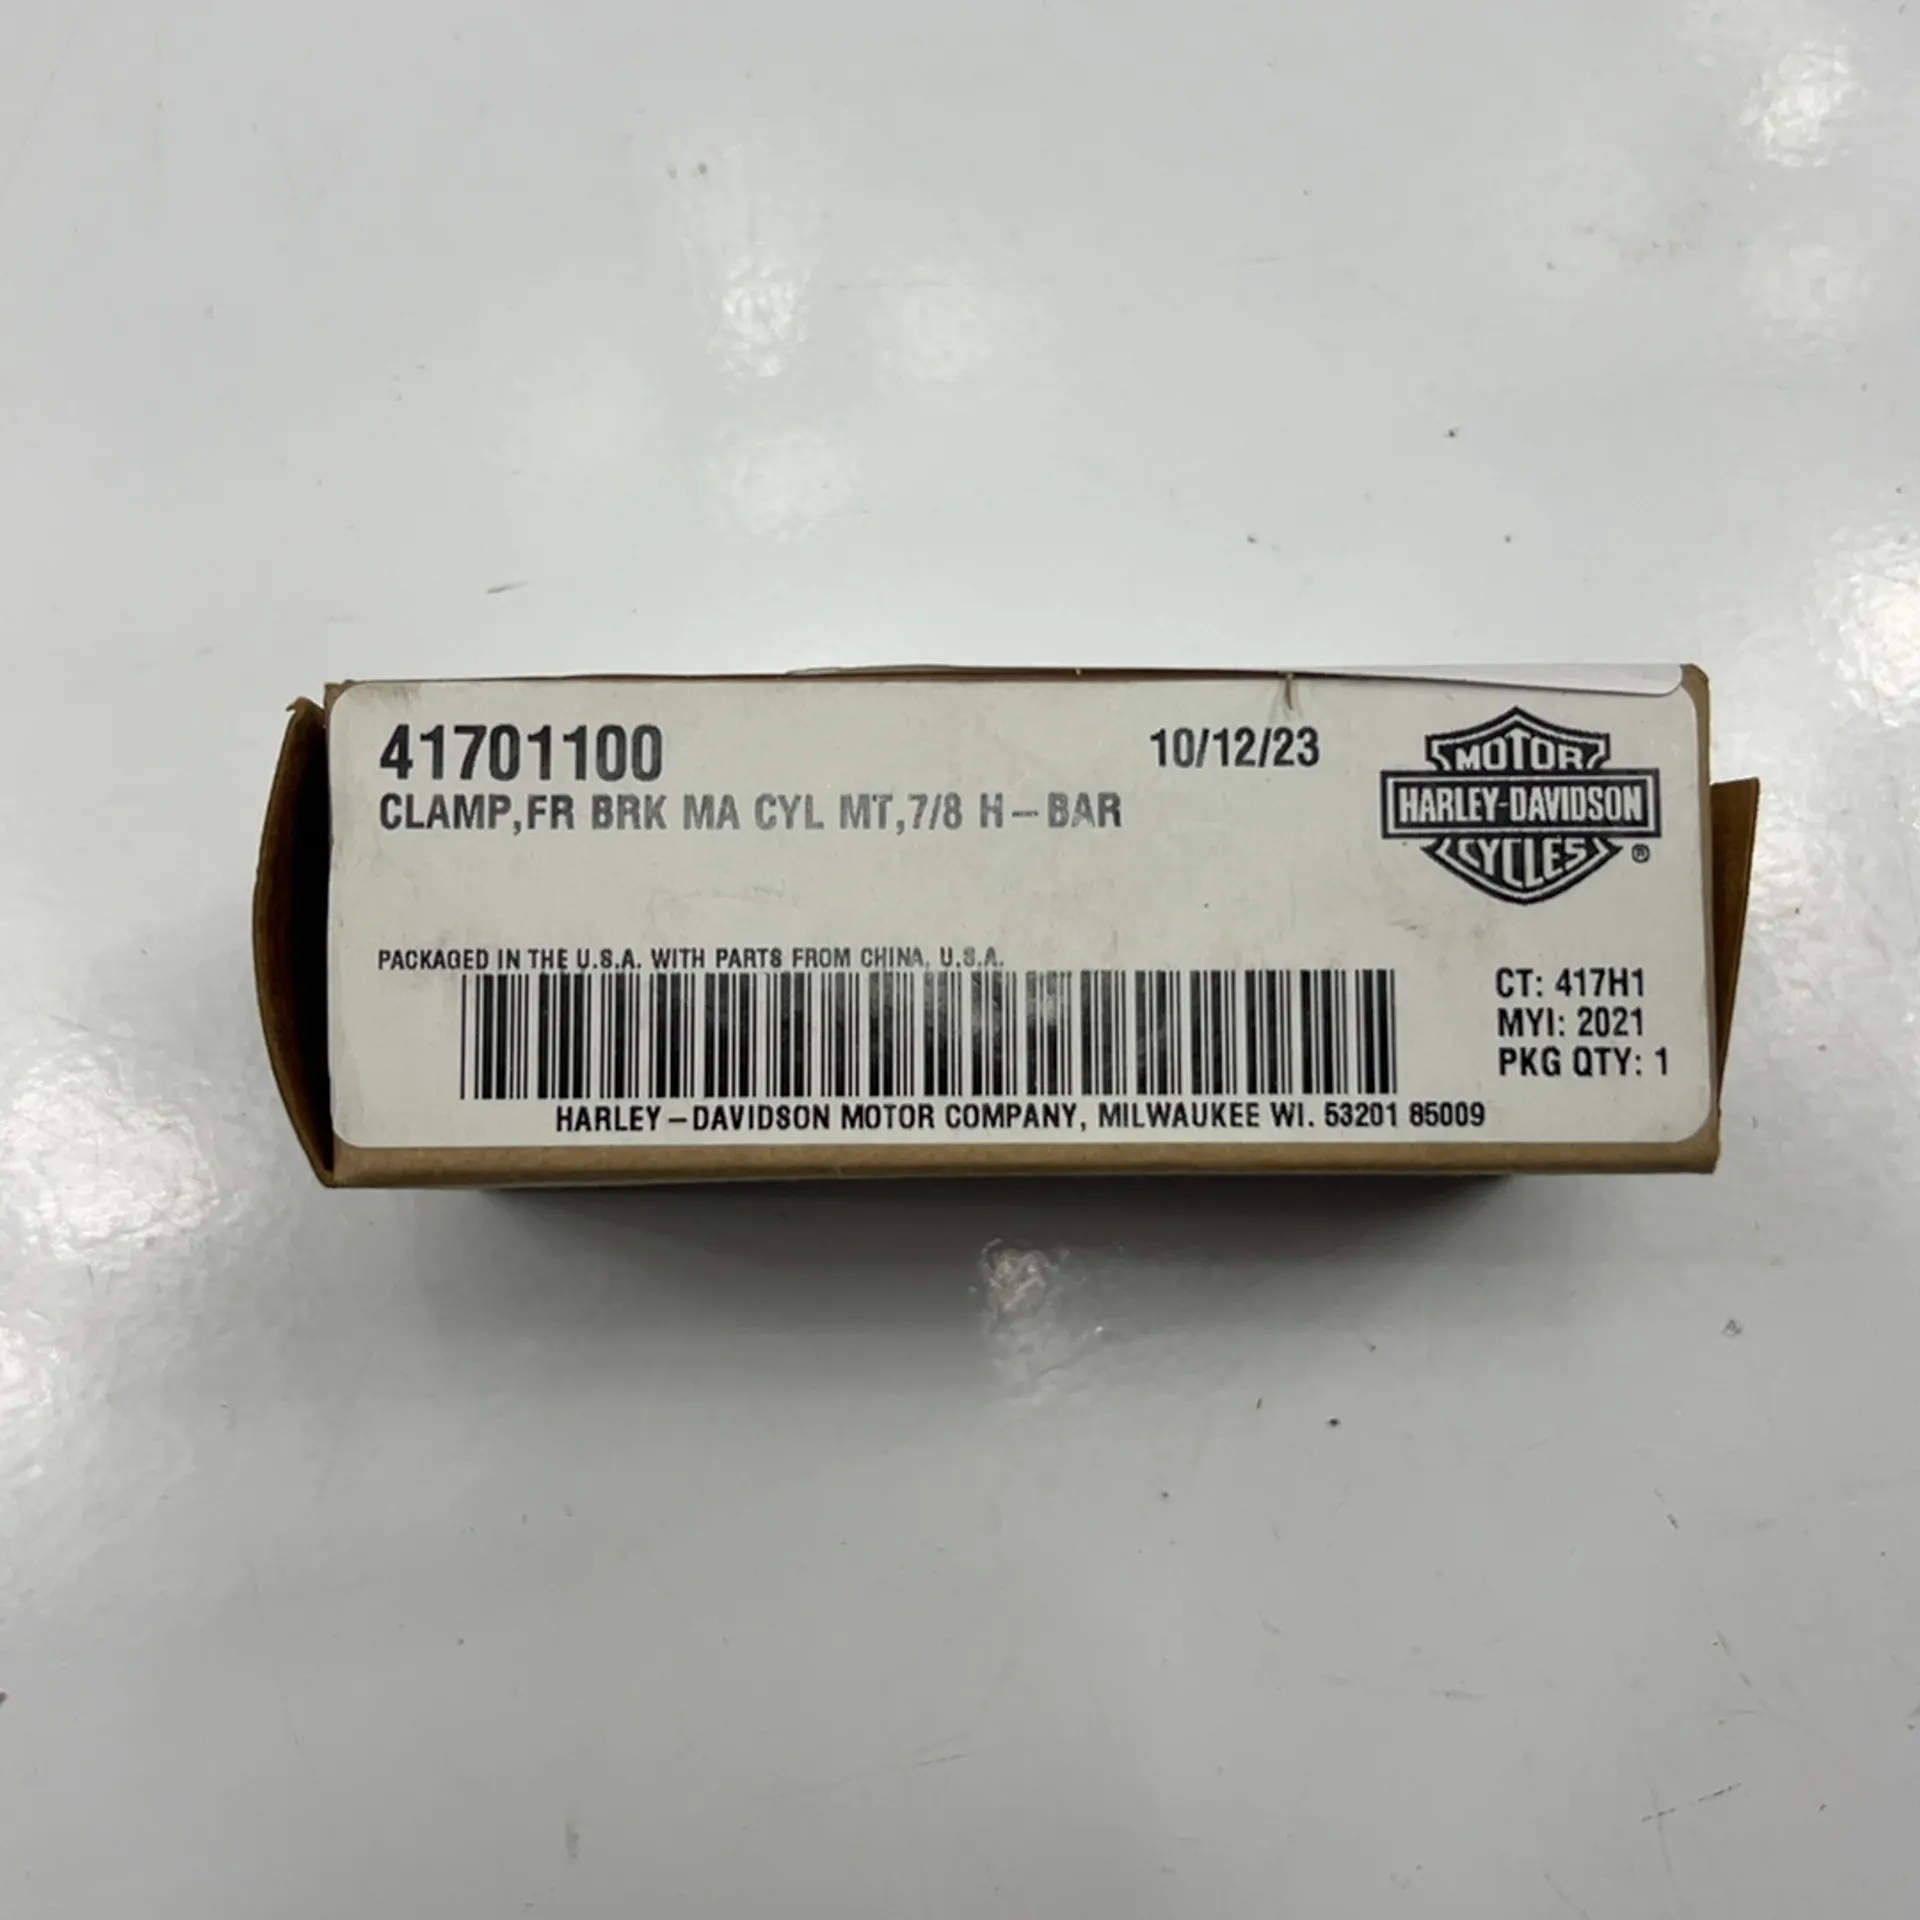 41701100
10/12/23
CLAMP,FR BRK MA CYL MT,7/8 H-BAR
MOTOR
HARLEY-DAVIDSON
CYCLES ®
PACKAGED IN THE U.S.A. WITH PARTS FROM CHINA, U.S.A.
CT: 417H1
MYI: 2021
PKG QTY: 1
HARLEY-DAVIDSON MOTOR COMPANY, MILWAUKEE WI. 53201 85009